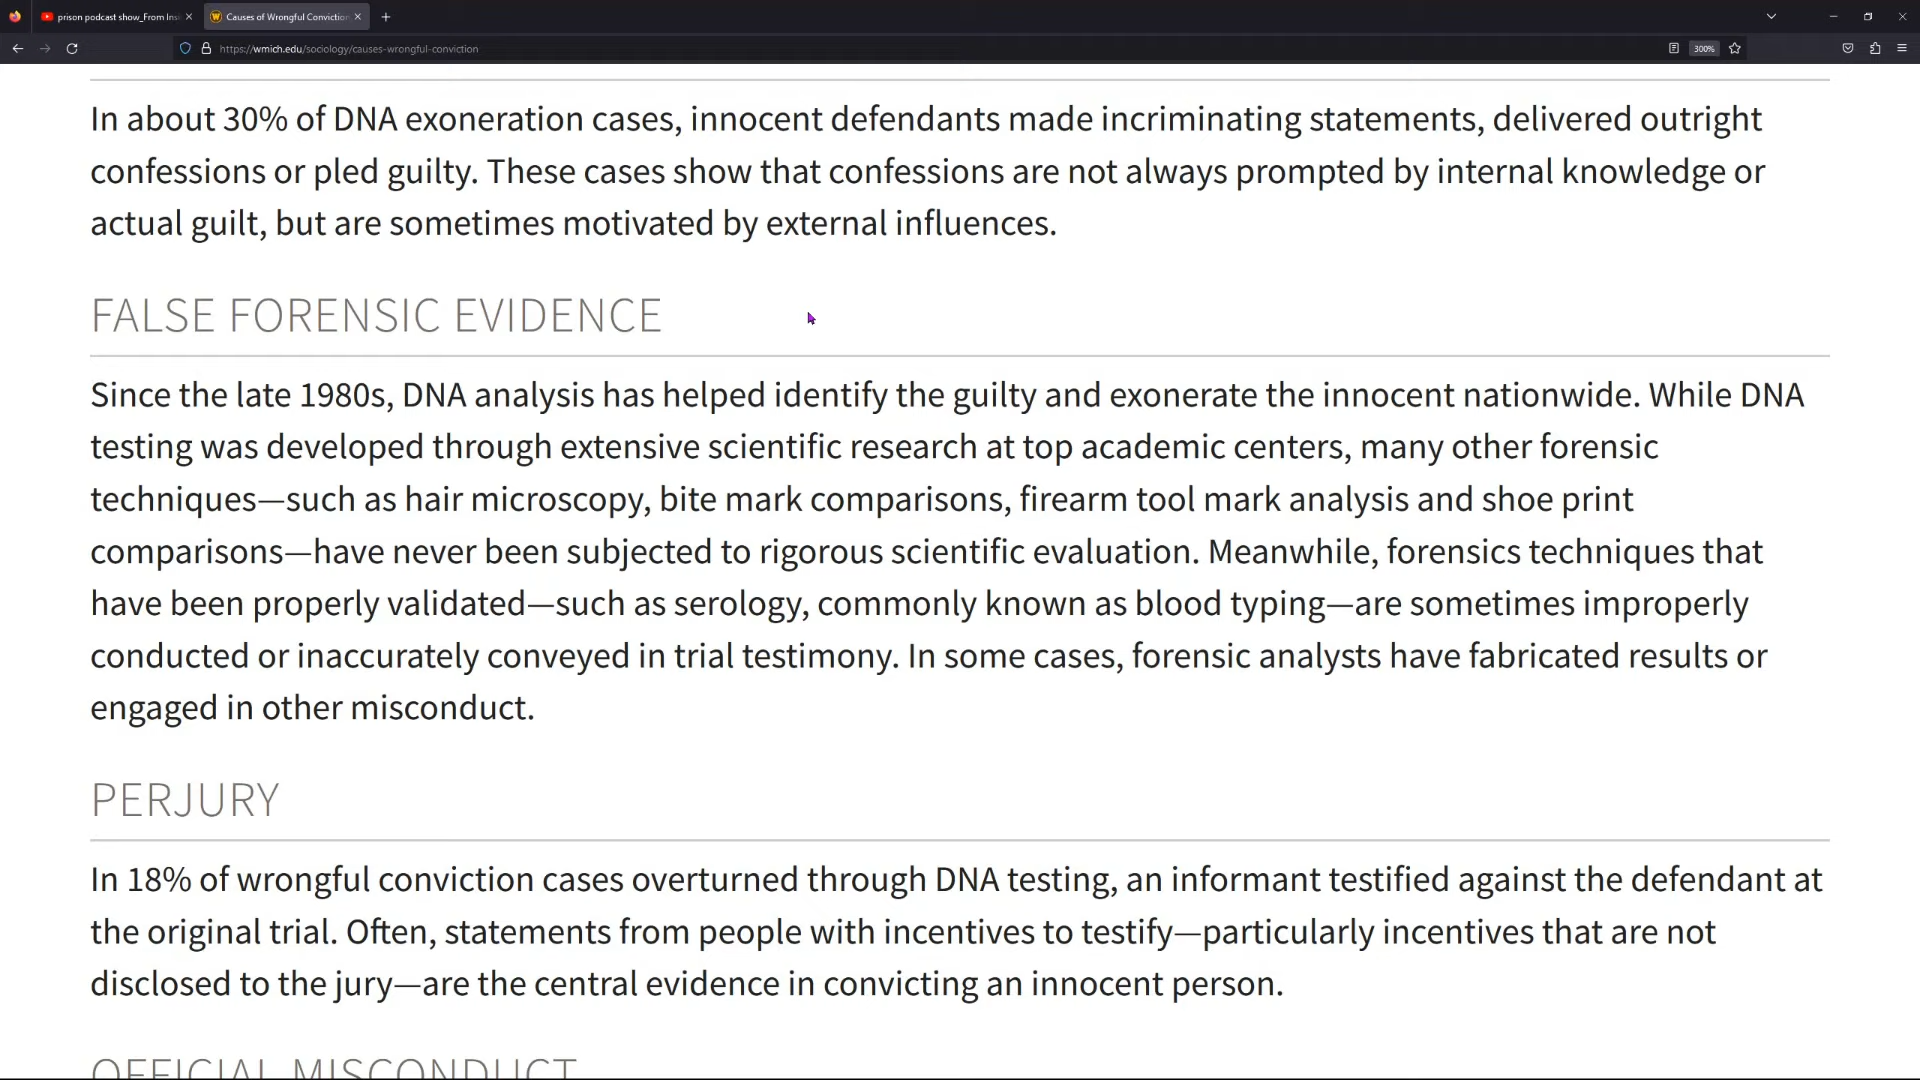 prison podcast show_From Insi
Causes of Wrongful Conviction
https://wmich.edu/sociology/causes-wrongful-conviction
300%
In about 30% of DNA exoneration cases, innocent defendants made incriminating statements, delivered outright
confessions or pled guilty. These cases show that confessions are not always prompted by internal knowledge or
actual guilt, but are sometimes motivated by external influences.
FALSE FORENSIC EVIDENCE
Since the late 1980s, DNA analysis has helped identify the guilty and exonerate the innocent nationwide. While DNA
testing was developed through extensive scientific research at top academic centers, many other forensic
techniques—such as hair microscopy, bite mark comparisons, firearm tool mark analysis and shoe print
comparisons—have never been subjected to rigorous scientific evaluation. Meanwhile, forensics techniques that
have been properly validated—such as serology, commonly known as blood typing—are sometimes improperly
conducted or inaccurately conveyed in trial testimony. In some cases, forensic analysts have fabricated results or
engaged in other misconduct.
PERJURY
In 18% of wrongful conviction cases overturned through DNA testing, an informant testified against the defendant at
the original trial. Often, statements from people with incentives to testify—particularly incentives that are not
disclosed to the jury—are the central evidence in convicting an innocent person.
OFFICIAL MISCONDUCT